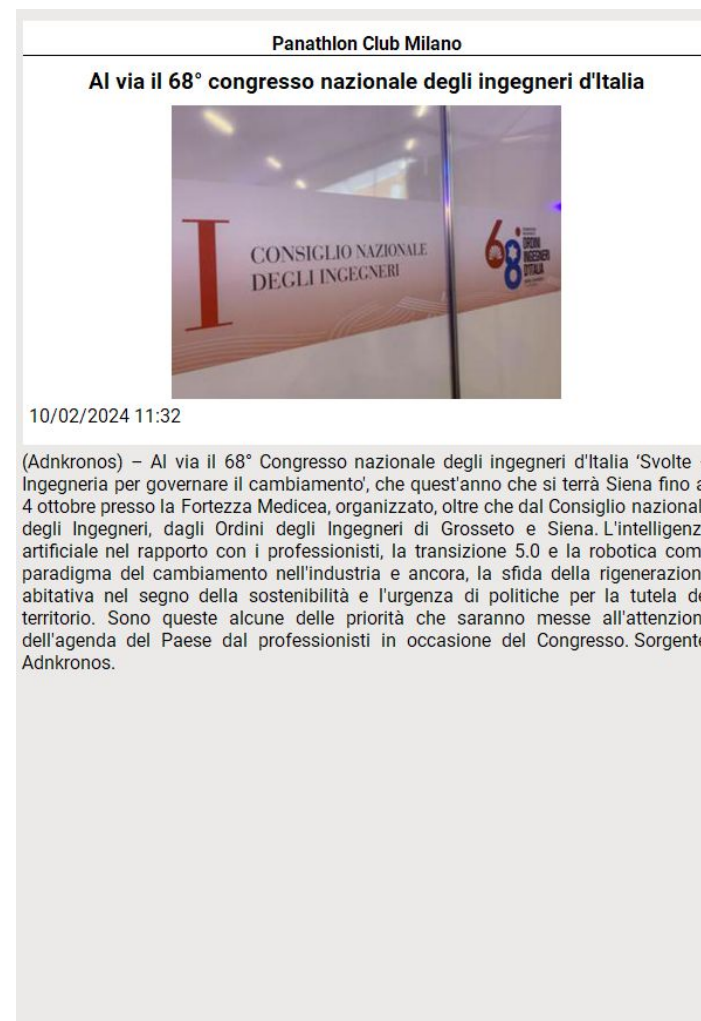 Panathlon Club Milano
Al via il 68° congresso nazionale degli ingegneri d'Italia
I
CONSIGLIO NAZIONALE
DEGLI INGEGNERI
68°
ORDINI
INGEGNERI
D'ITALIA
10/02/2024 11:32
(Adnkronos) – Al via il 68° Congresso nazionale degli ingegneri d'Italia ‘Svolte
Ingegneria per governare il cambiamento', che quest'anno che si terrà Siena fino a
4 ottobre presso la Fortezza Medicea, organizzato, oltre che dal Consiglio nazional
degli Ingegneri, dagli Ordini degli Ingegneri di Grosseto e Siena. L'intelligenz
artificiale nel rapporto con i professionisti, la transizione 5.0 e la robotica com
paradigma del cambiamento nell'industria e ancora, la sfida della rigenerazion
abitativa nel segno della sostenibilità e l'urgenza di politiche per la tutela de
territorio. Sono queste alcune delle priorità che saranno messe all'attenzion
dell'agenda del Paese dal professionisti in occasione del Congresso. Sorgente
Adnkronos.